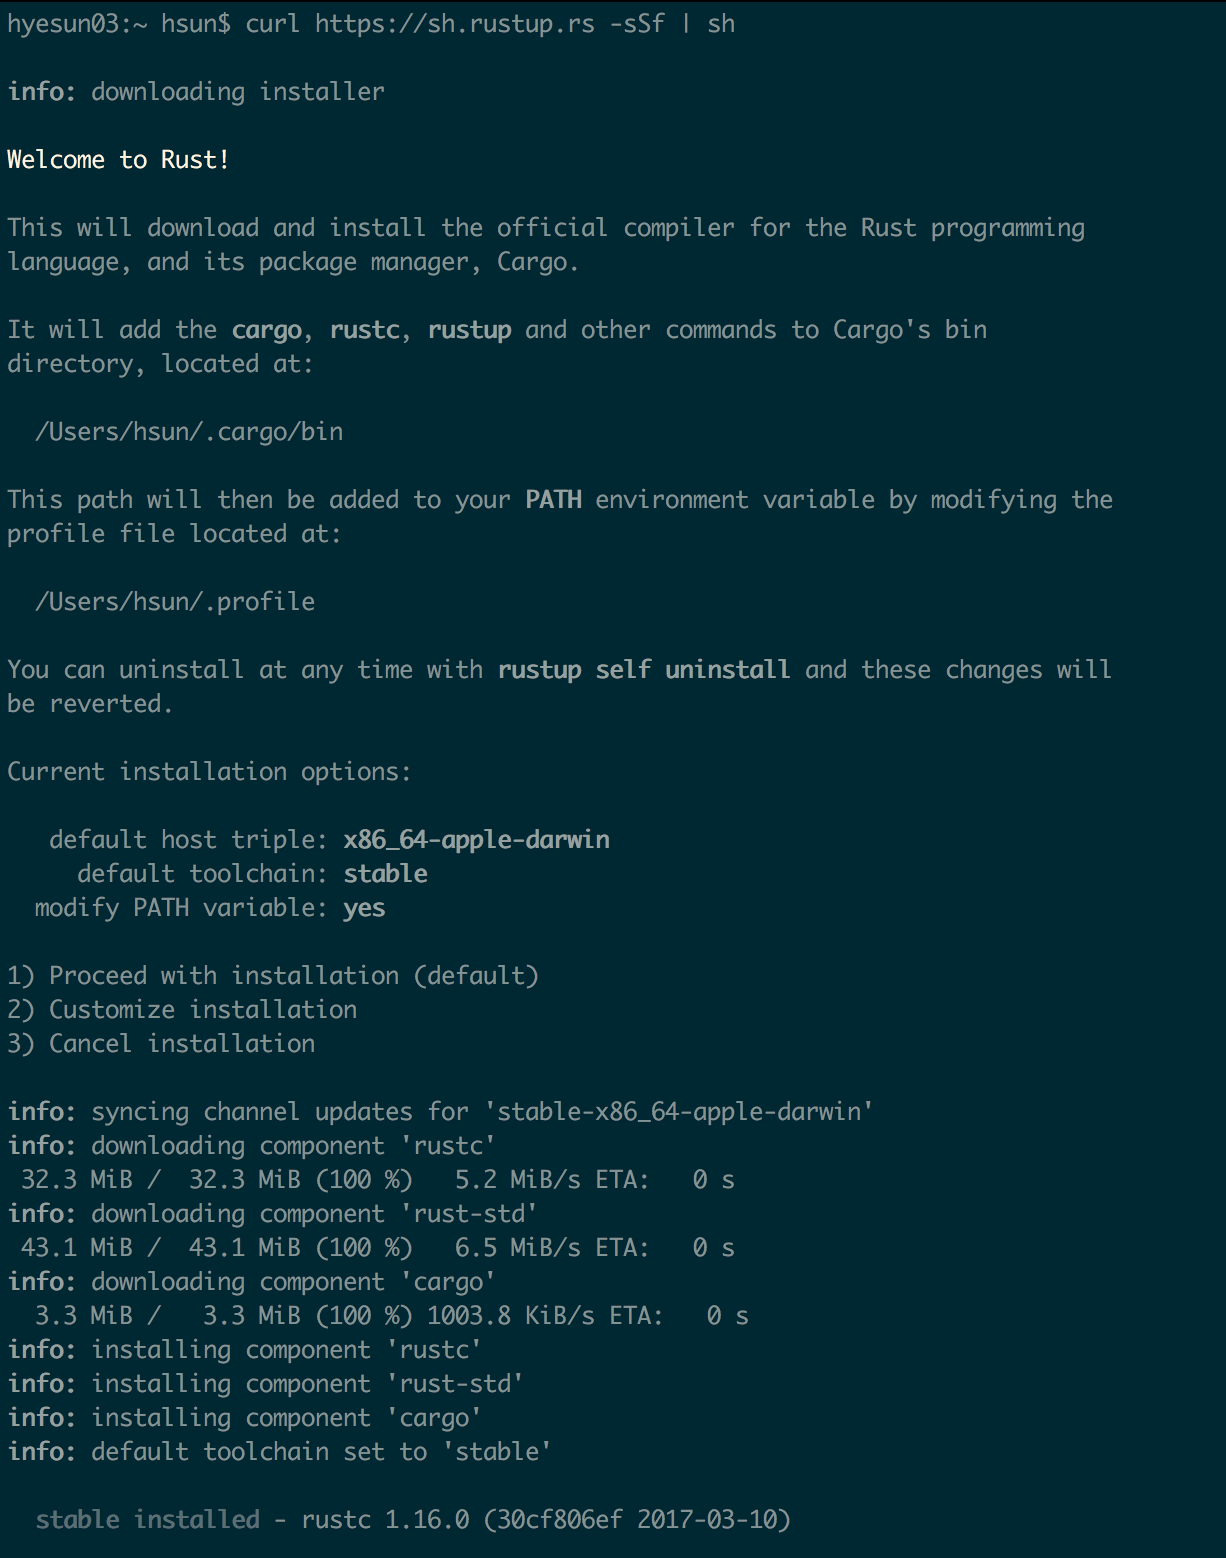 hyesun03:~ hsun$ curl https://sh.rustup.rs -sSf | sh
info: downloading installer
Welcome to Rust!
This will download and install the official compiler for the Rust programming
language, and its package manager, Cargo.
It will add the cargo, rustc, rustup and other commands to Cargo's bin
directory, located at:
/Users/hsun/.cargo/bin
This path will then be added to your PATH environment variable by modifying the
profile file located at:
/Users/hsun/.profile
You can uninstall at any time with rustup self uninstall and these changes will
be reverted.
Current installation options:
default host triple: x86_64-apple-darwin
default toolchain: stable
modify PATH variable: yes
1) Proceed with installation (default)
2) Customize installation
3) Cancel installation
info: syncing channel updates for 'stable-x86_64-apple-darwin'
info: downloading component 'rustc'
32.3 MiB /  32.3 MiB (100 %)   5.2 MiB/s ETA:   0 s
info: downloading component 'rust-std'
43.1 MiB /  43.1 MiB (100 %)   6.5 MiB/s ETA:   0 s
info: downloading component 'cargo'
3.3 MiB /   3.3 MiB (100 %) 1003.8 KiB/s ETA:   0 s
info: installing component 'rustc'
info: installing component 'rust-std'
info: installing component 'cargo'
info: default toolchain set to 'stable'
stable installed - rustc 1.16.0 (30cf806ef 2017-03-10)